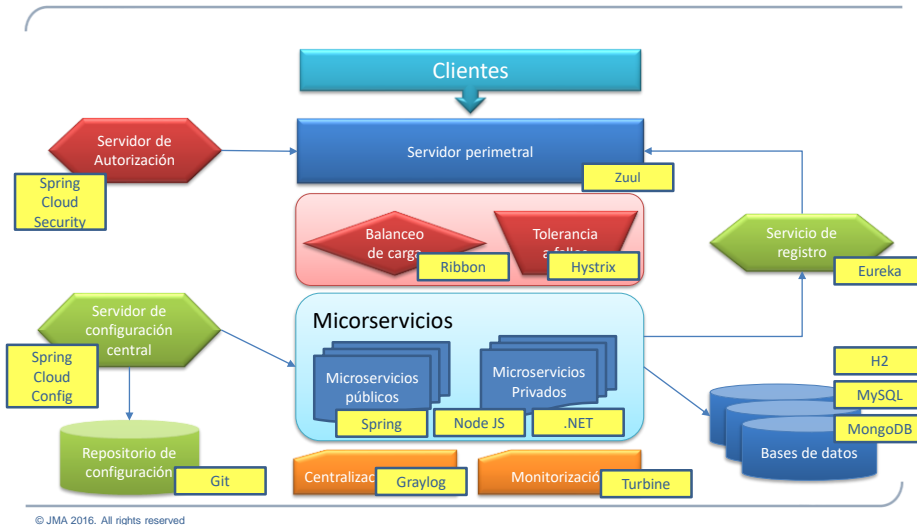 Clientes
Servidor de
Autorización
Servidor perimetral
Spring
Cloud
Security
Zuul
Balanceo
de carga
Ribbon
Tolerancia
a fallos
Hystrix
Servicio de
registro
Eureka
Servidor de
configuración
central
Spring
Cloud
Config
Micorservicios
Microservicios
públicos
Microservicios
Privados
Spring
Node JS
.NET
H2
MySQL
MongoDB
Bases de datos
Repositorio de
configuración
Git
Graylog
Monitorización
Turbine
© JMA 2016. All rights reserved